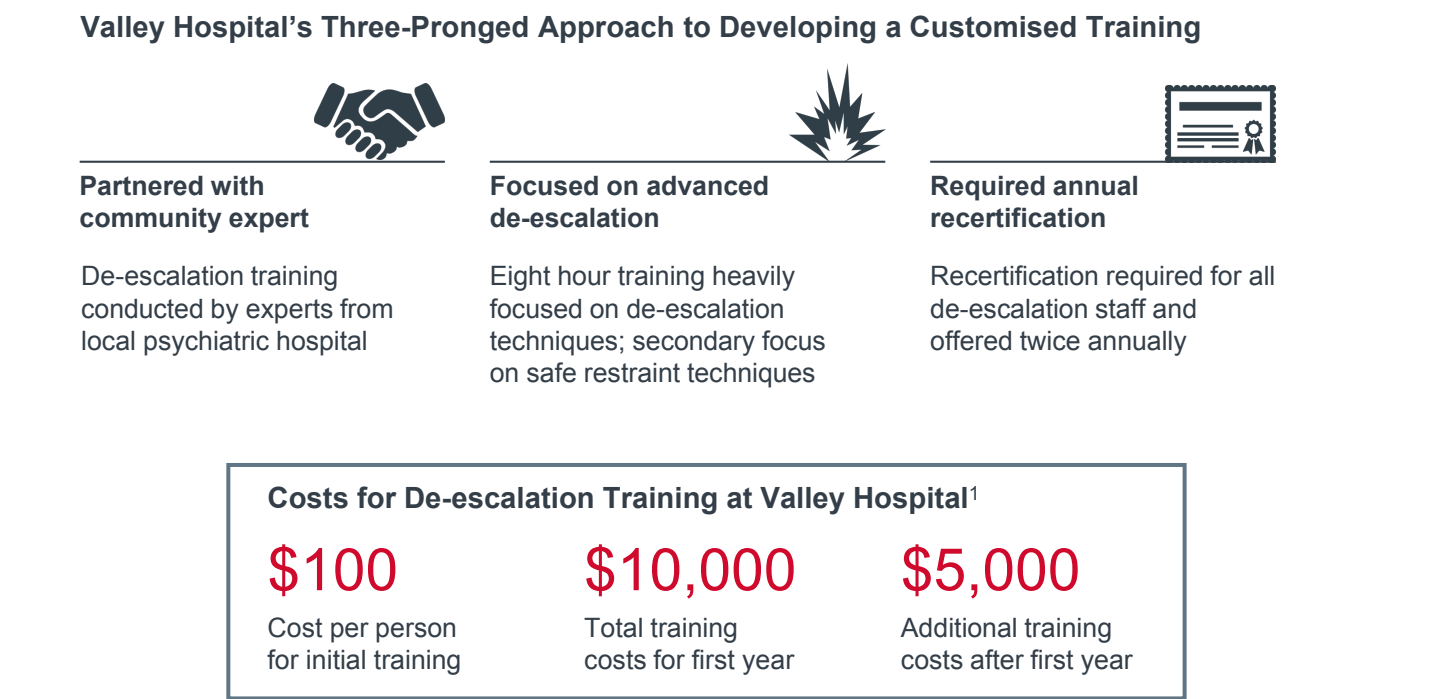 Valley Hospital’s Three-Pronged Approach to Developing a Customised Training
Partnered with
community expert
De-escalation training
conducted by experts from
local psychiatric hospital
Focused on advanced
de-escalation
Eight hour training heavily
focused on de-escalation
techniques; secondary focus
on safe restraint techniques
Required annual
recertification
Recertification required for all
de-escalation staff and
offered twice annually
Costs for De-escalation Training at Valley Hospital1
$100
Cost per person
for initial training
$10,000
Total training
costs for first year
$5,000
Additional training
costs after first year